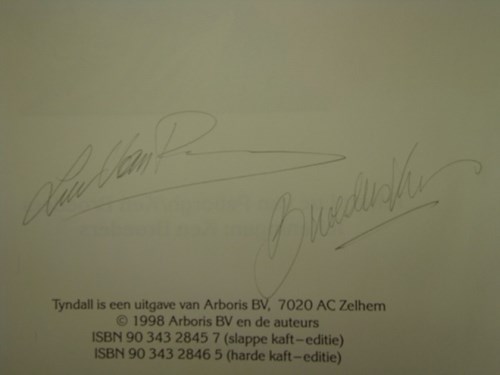 Tyndall is een uitgave van Arboris BV, 7020 AC Zelhem
© 1998 Arboris BV en de auteurs
ISBN 90 343 2845 7 (slappe kaft-editie)
ISBN 90 343 2846 5 (harde kaft-editie)